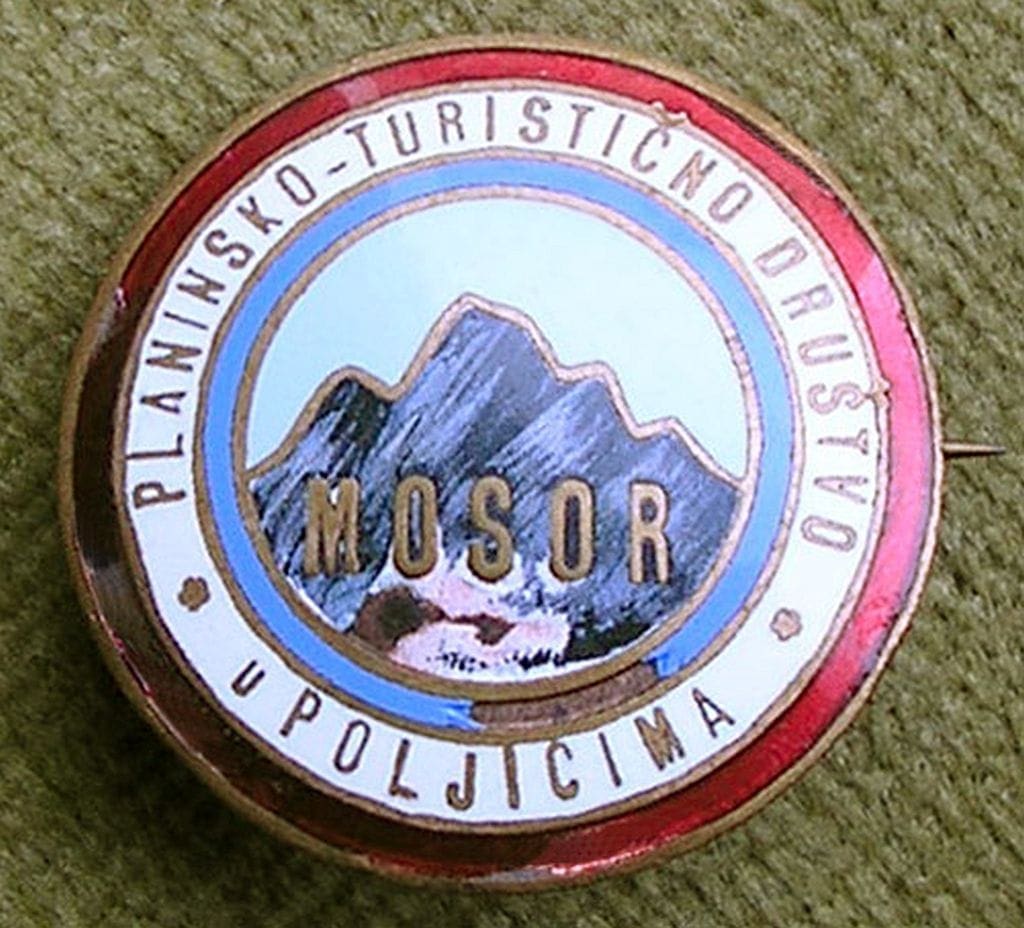 PLANINSKO-TURISTIČNO DRUŠTVO
MOSOR
u POLJICIMA